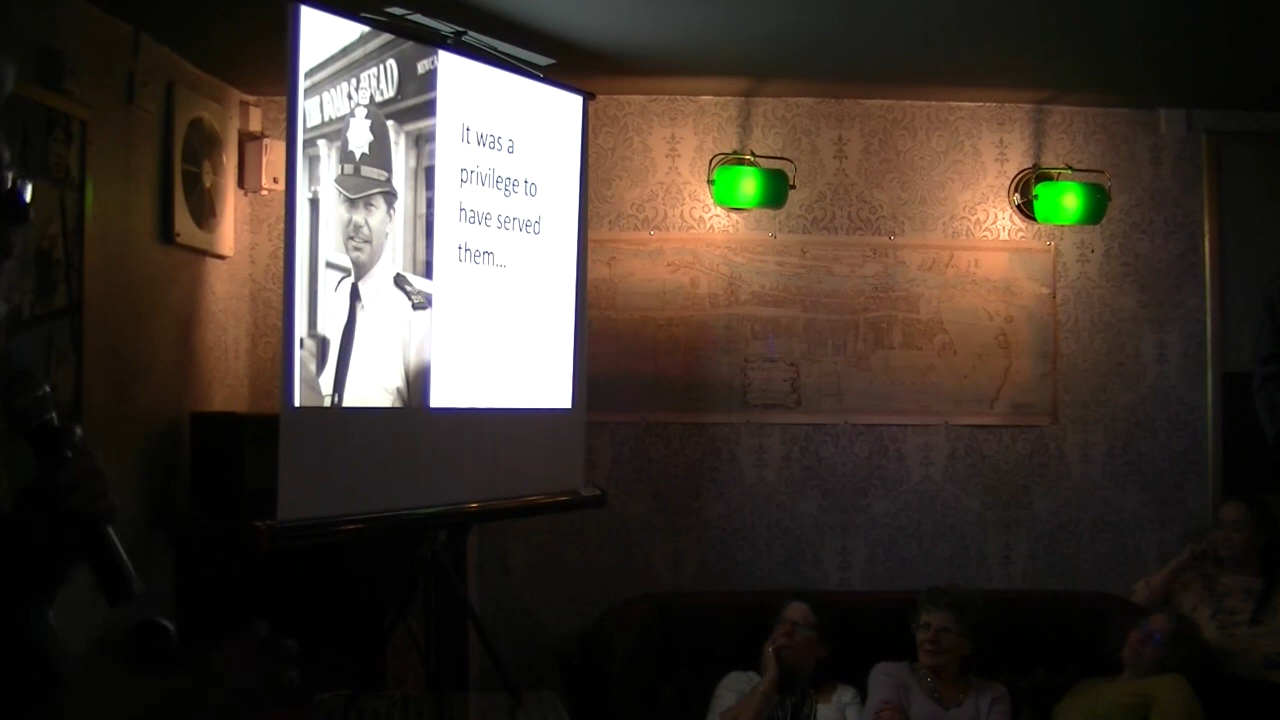 THE BOAR'S HEAD
It was a
privilege to
have served
them...